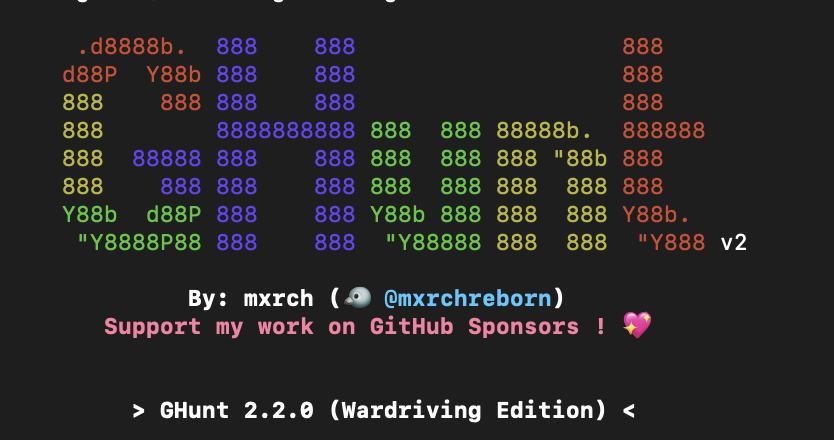 .d8888b.  888    888                   888
d88P  Y88b 888    888                   888
888    888 888    888                   888
888        8888888888 888  888 88888b.  888888
888  88888 888    888 888  888 888 "88b 888
888    888 888    888 888  888 888  888 888
Y88b  d88P 888    888 Y88b 888 888  888 Y88b.
 "Y8888P88 888    888  "Y88888 888  888  "Y888 v2
By: mxrch (🐦 @mxrchreborn)
Support my work on GitHub Sponsors ! 💖
> GHunt 2.2.0 (Wardriving Edition) <